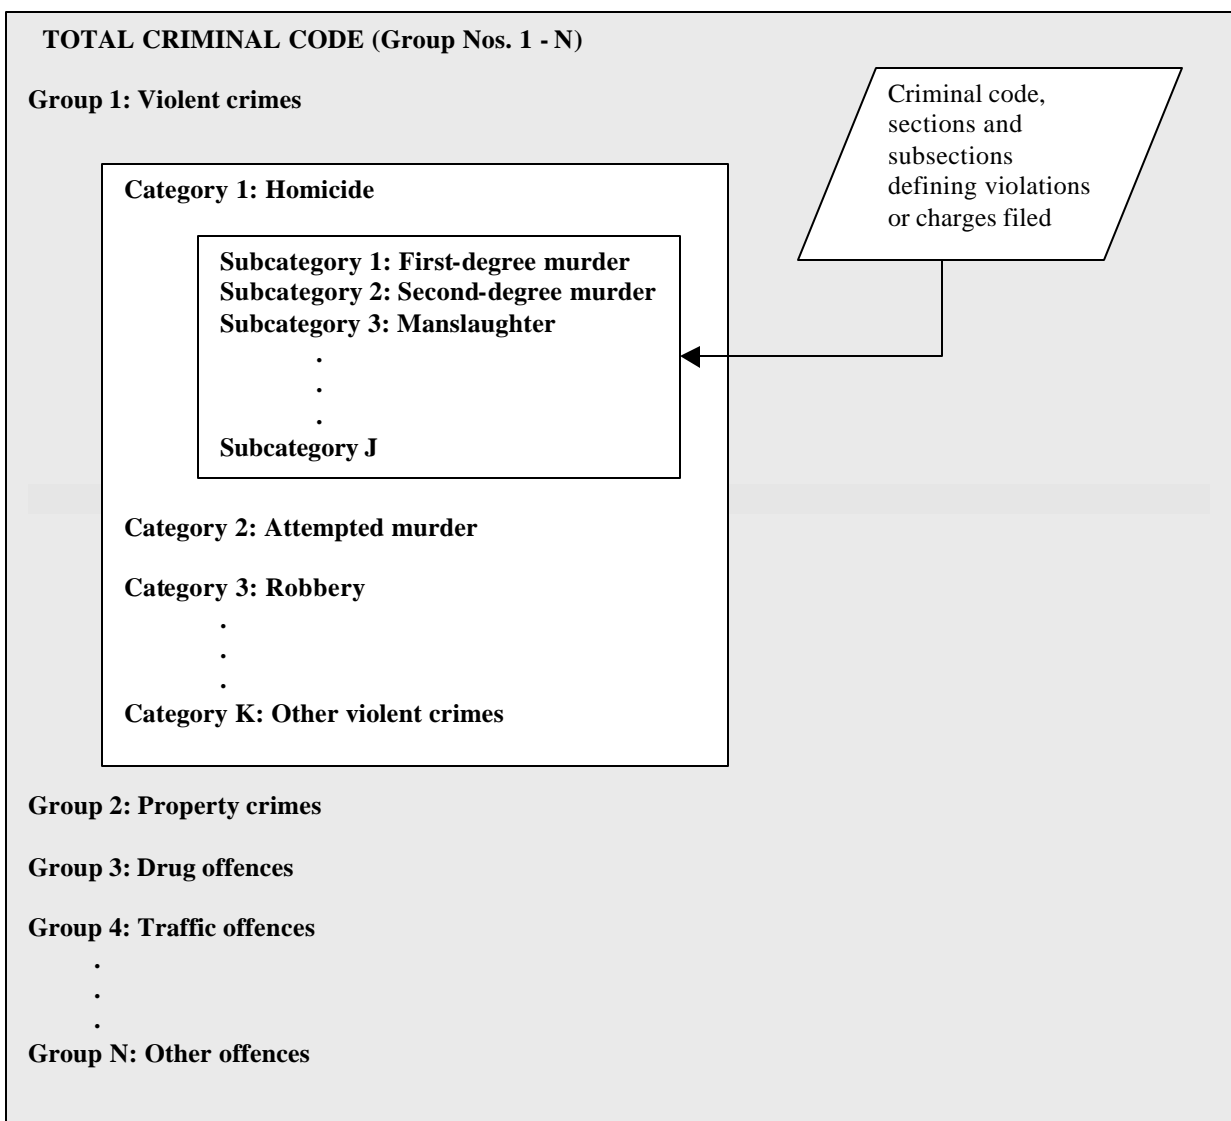 TOTAL CRIMINAL CODE (Group Nos. 1 - N)
Group 1: Violent crimes
Criminal code,
sections and
subsections
defining violations
or charges filed
Category 1: Homicide
Subcategory 1: First-degree murder
Subcategory 2: Second-degree murder
Subcategory 3: Manslaughter
.
.
.
Subcategory J
Category 2: Attempted murder
Category 3: Robbery
.
.
.
Category K: Other violent crimes
Group 2: Property crimes
Group 3: Drug offences
Group 4: Traffic offences
.
.
.
Group N: Other offences